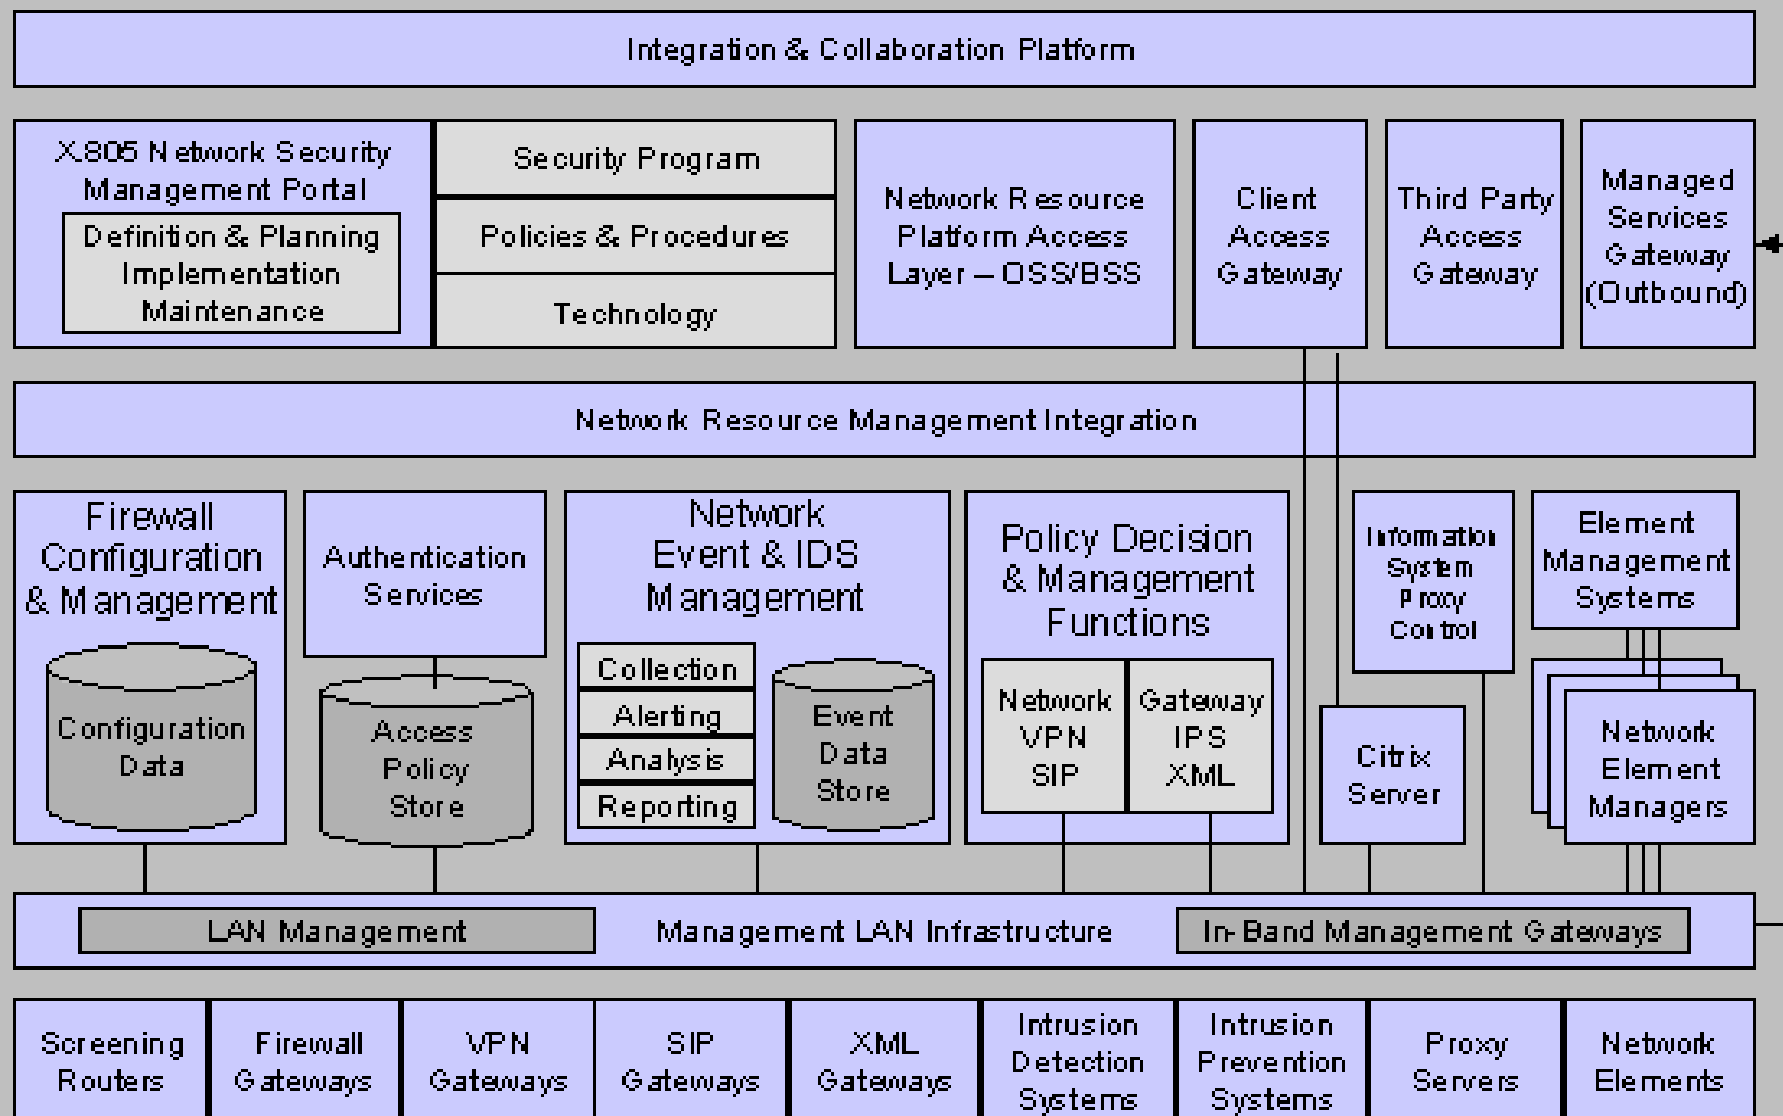 Integration & Collaboration Platform
X.805 Network Security
Management Portal
Definition & Planning
Implementation
Maintenance
Security Program
Policies & Procedures
Technology
Network Resource
Platform Access
Layer – OSS/BSS
Client
Access
Gateway
Third Party
Access
Gateway
Managed
Services
Gateway
(Outbound)
Network Resource Management Integration
Firewall
Configuration
& Management
Configuration
Data
Authentication
Services
Access
Policy
Store
Network
Event & IDS
Management
Collection
Alerting
Analysis
Reporting
Event
Data
Store
Policy Decision
& Management
Functions
Network
VPN
SIP
Gateway
IPS
XML
Information
System
Proxy
Control
Citrix
Server
Element
Management
Systems
Network
Element
Managers
LAN Management
Management LAN Infrastructure
In-Band Management Gateways
Screening
Routers
Firewall
Gateways
VPN
Gateways
SIP
Gateways
XML
Gateways
Intrusion
Detection
Systems
Intrusion
Prevention
Systems
Proxy
Servers
Network
Elements